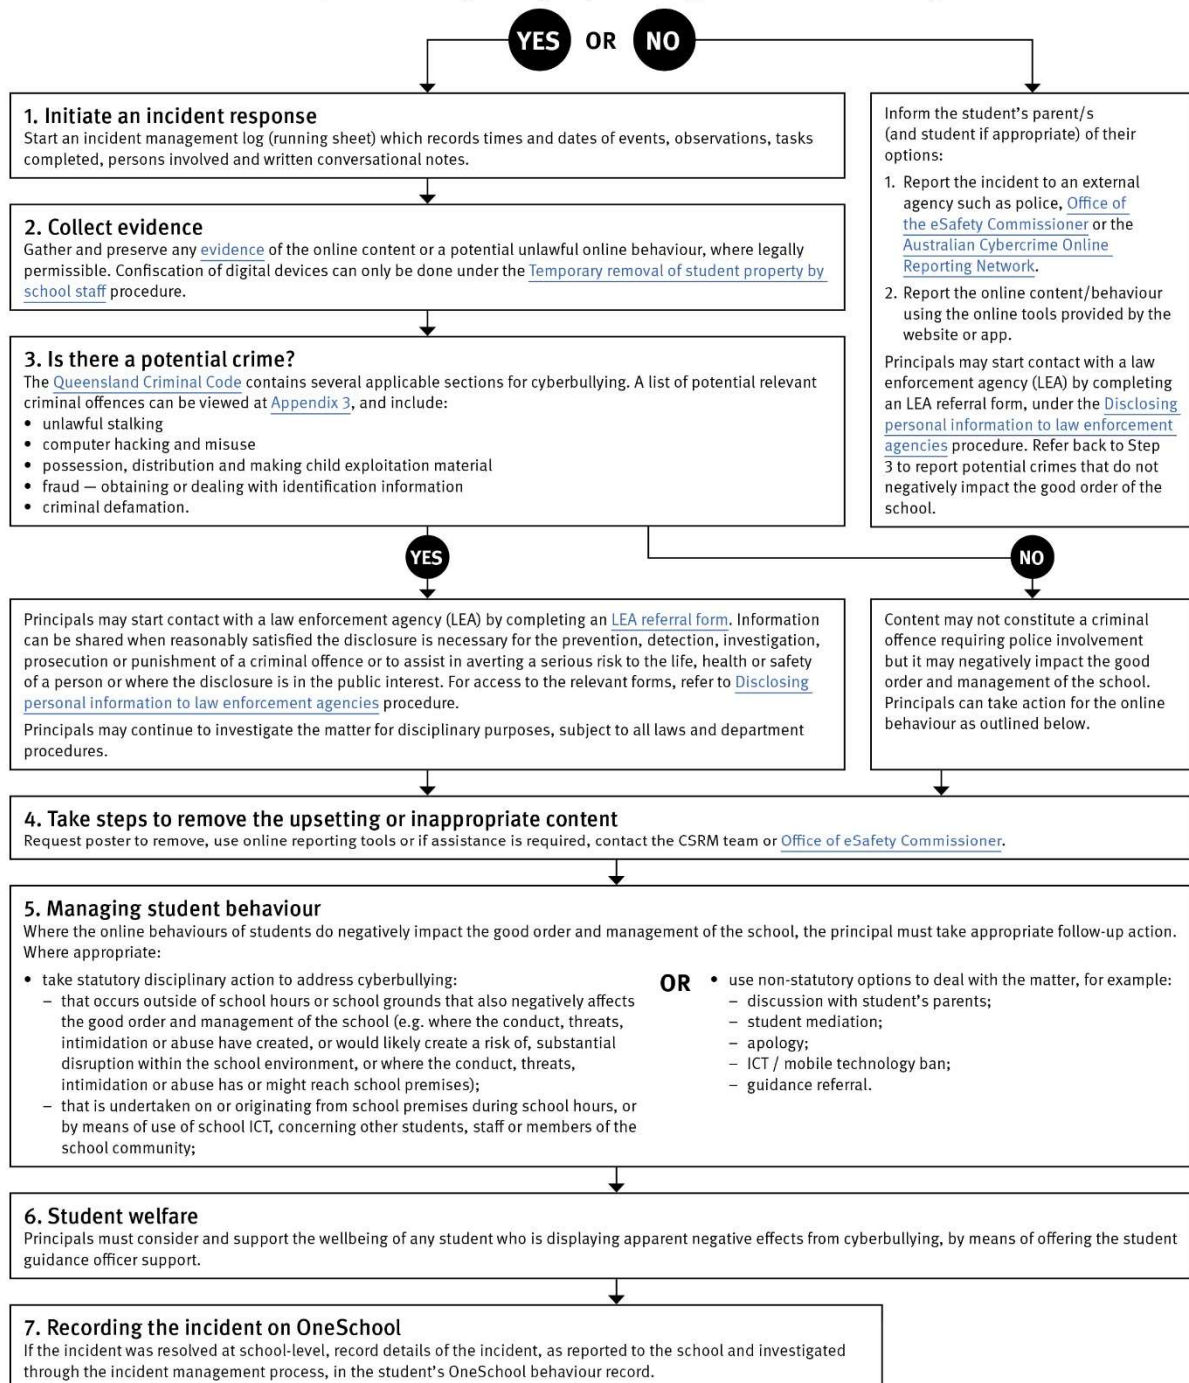 YES OR NO
1. Initiate an incident response
Start an incident management log (running sheet) which records times and dates of events, observations, tasks
completed, persons involved and written conversational notes.
Inform the student's parent/s
(and student if appropriate) of their
options:
1. Report the incident to an external
agency such as police, Office of
the eSafety Commissioner or the
Australian Cybercrime Online
Reporting Network.
2. Report the online content/behaviour
using the online tools provided by the
website or app.
Principals may start contact with a law
enforcement agency (LEA) by completing
an LEA referral form, under the Disclosing
personal information to law enforcement
agencies procedure. Refer back to Step
3 to report potential crimes that do not
negatively impact the good order of the
school.
2. Collect evidence
Gather and preserve any evidence of the online content or a potential unlawful online behaviour, where legally
permissible. Confiscation of digital devices can only be done under the Temporary removal of student property by
school staff procedure.
3. Is there a potential crime?
The Queensland Criminal Code contains several applicable sections for cyberbullying. A list of potential relevant
criminal offences can be viewed at Appendix 3, and include:
• unlawful stalking
• computer hacking and misuse
• possession, distribution and making child exploitation material
• fraud — obtaining or dealing with identification information
• criminal defamation.
YES
NO
Principals may start contact with a law enforcement agency (LEA) by completing an LEA referral form. Information
can be shared when reasonably satisfied the disclosure is necessary for the prevention, detection, investigation,
prosecution or punishment of a criminal offence or to assist in averting a serious risk to the life, health or safety
of a person or where the disclosure is in the public interest. For access to the relevant forms, refer to Disclosing
personal information to law enforcement agencies procedure.
Principals may continue to investigate the matter for disciplinary purposes, subject to all laws and department
procedures.
Content may not constitute a criminal
offence requiring police involvement
but it may negatively impact the good
order and management of the school.
Principals can take action for the online
behaviour as outlined below.
4. Take steps to remove the upsetting or inappropriate content
Request poster to remove, use online reporting tools or if assistance is required, contact the CSRM team or Office of eSafety Commissioner.
5. Managing student behaviour
Where the online behaviours of students do negatively impact the good order and management of the school, the principal must take appropriate follow-up action.
Where appropriate:
• take statutory disciplinary action to address cyberbullying:
– that occurs outside of school hours or school grounds that also negatively affects
the good order and management of the school (e.g. where the conduct, threats,
intimidation or abuse have created, or would likely create a risk of, substantial
disruption within the school environment, or where the conduct, threats,
intimidation or abuse has or might reach school premises);
– that is undertaken on or originating from school premises during school hours, or
by means of use of school ICT, concerning other students, staff or members of the
school community;
OR
• use non-statutory options to deal with the matter, for example:
– discussion with student's parents;
– student mediation;
– apology;
– ICT / mobile technology ban;
– guidance referral.
6. Student welfare
Principals must consider and support the wellbeing of any student who is displaying apparent negative effects from cyberbullying, by means of offering the student
guidance officer support.
7. Recording the incident on OneSchool
If the incident was resolved at school-level, record details of the incident, as reported to the school and investigated
through the incident management process, in the student's OneSchool behaviour record.